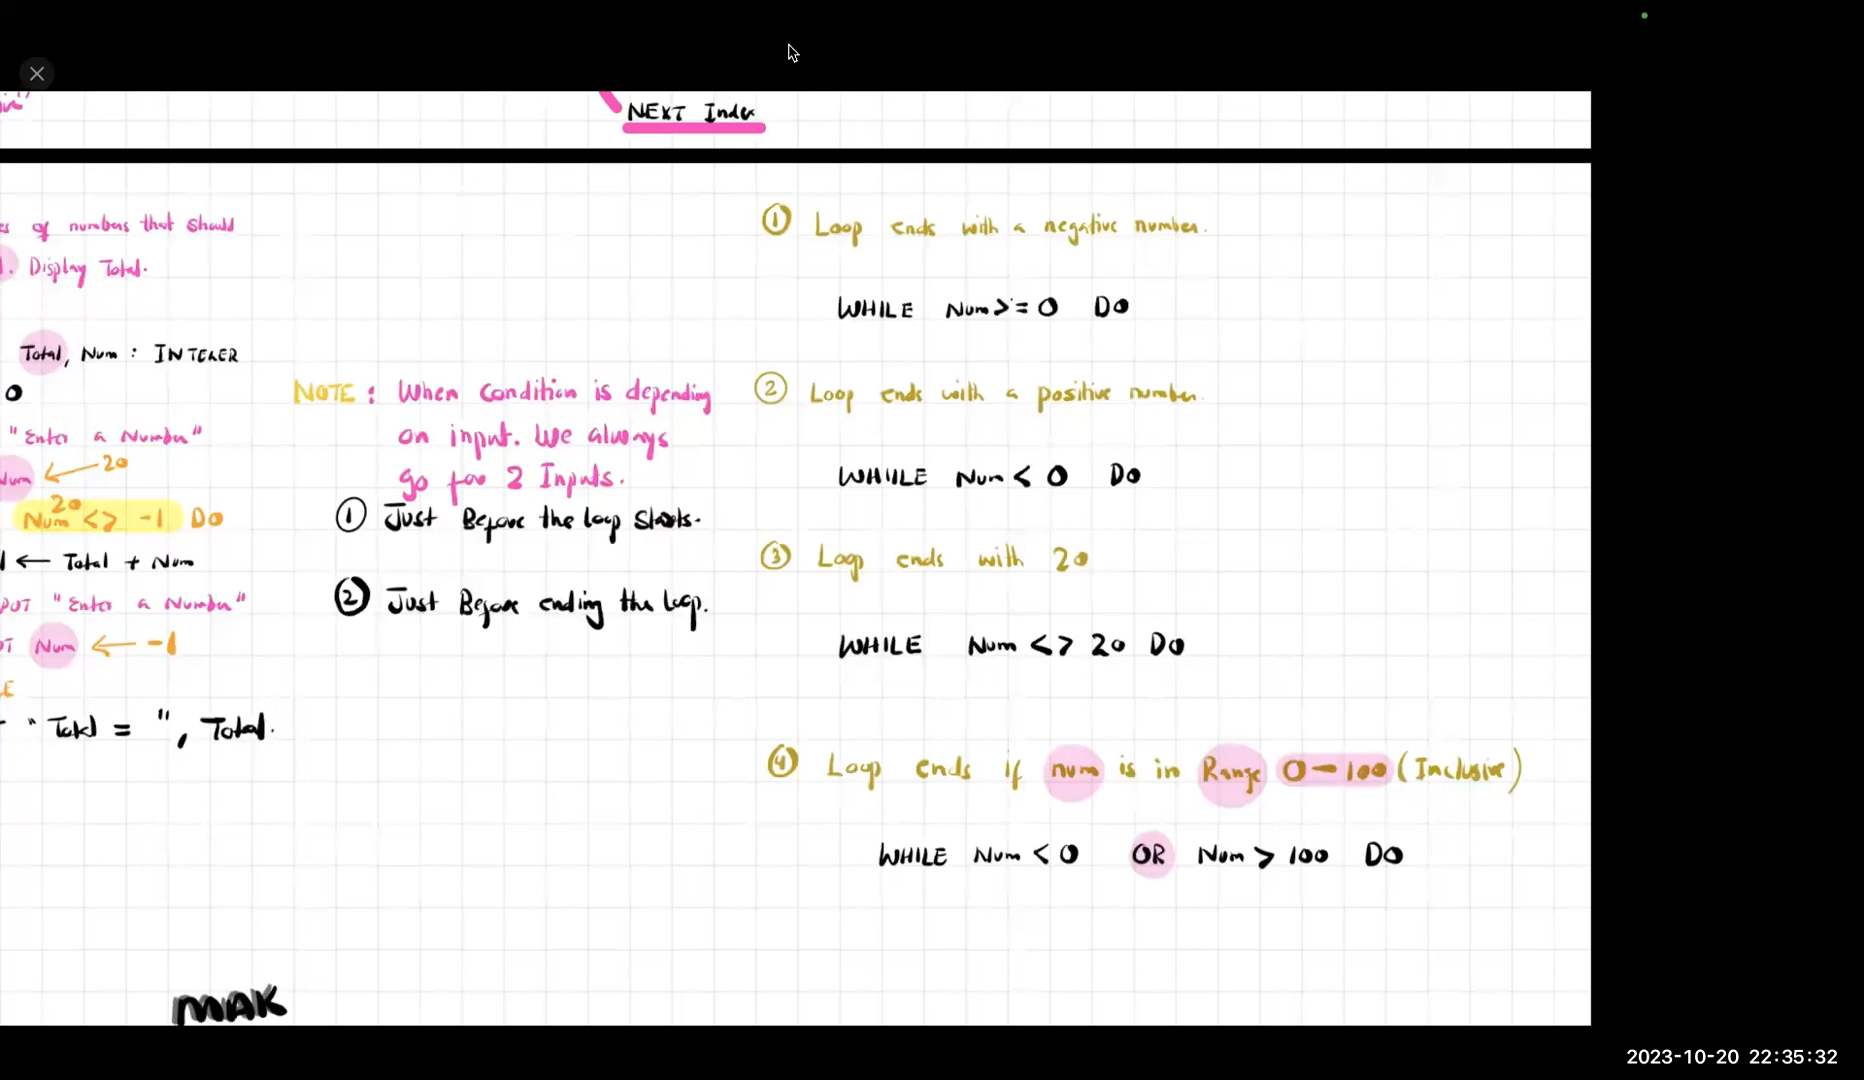 NEXT Index
of numbers that should
Display Total.
Total, Num : INTEGER
0
"Enter a Number"
Num ← 20
20
Num <> -1 DO
← Total + Num
"Enter a Number"
Num ← -1
E
"Total = ", Total.
NOTE : When condition is depending
on input. We always
go for 2 Inputs.
① Just Before the loop starts.
② Just Before ending the loop.
① Loop ends with a negative number.
WHILE Num >= 0 DO
② Loop ends with a positive number.
WHILE Num < 0 DO
③ Loop ends with 20
WHILE Num <> 20 DO
④ Loop ends if num is in Range 0 - 100 (Inclusive)
WHILE Num < 0 OR Num > 100 DO
MAK
2023-10-20 22:35:32